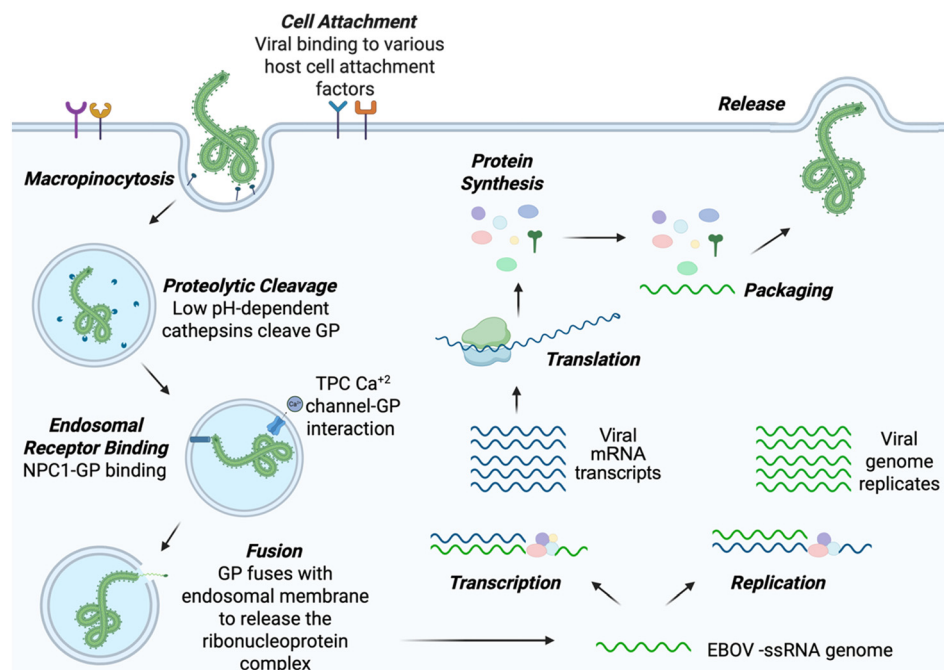 Cell Attachment
Viral binding to various
host cell attachment
factors
Release
Macropinocytosis
Protein
Synthesis
Proteolytic Cleavage
Low pH-dependent
cathepsins cleave GP
Packaging
Translation
TPC Ca⁺²
channel-GP
interaction
Ca²⁺
Endosomal
Receptor Binding
NPC1-GP binding
Viral
mRNA
transcripts
Viral
genome
replicates
Fusion
GP fuses with
endosomal membrane
to release the
ribonucleoprotein
complex
Transcription
Replication
EBOV -ssRNA genome